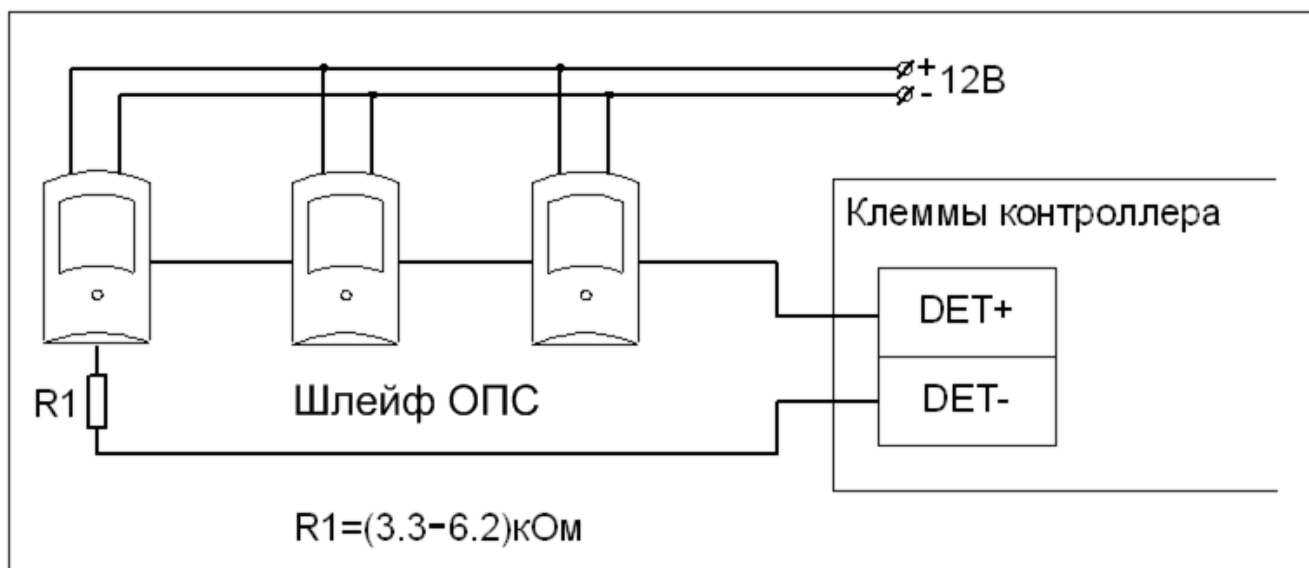 +
- 12В
Клеммы контроллера
DET+
DET-
R1
Шлейф ОПС
R1=(3.3-6.2)кОм